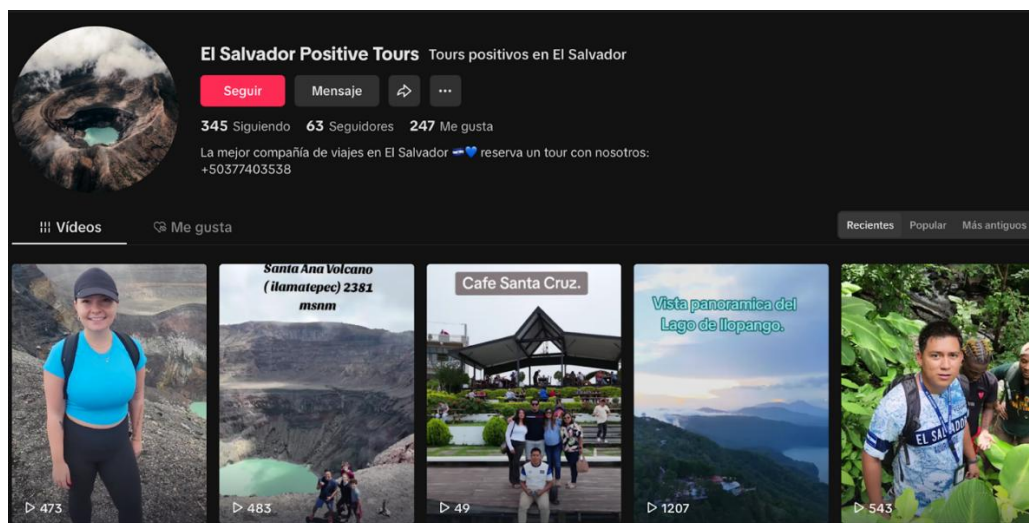 El Salvador Positive Tours Tours positivos en El Salvador
Seguir Mensaje
345 Siguiendo 63 Seguidores 247 Me gusta
La mejor compañía de viajes en El Salvador 🇸🇻💙 reserva un tour con nosotros:
+50377403538
Vídeos Me gusta
Recientes Popular Más antiguos
Santa Ana Volcano
( ilamatepec) 2381
msnm
Cafe Santa Cruz.
Vista panoramica del
Lago de Ilopango.
EL SALVADOR
473 483 49 1207 543